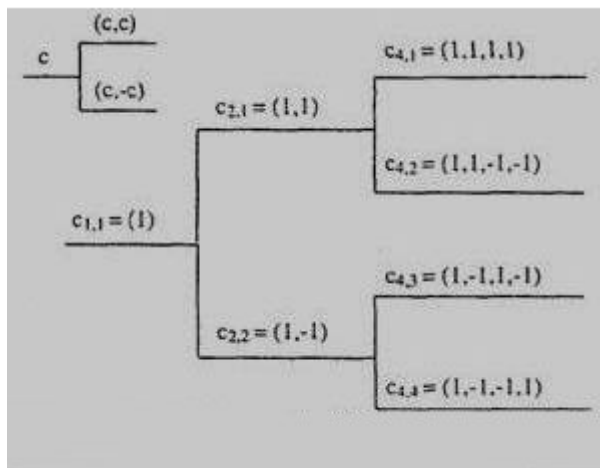 (c,c)
c
(c,-c)
c4,1 = (1,1,1,1)
c2,1 = (1,1)
c4,2 = (1,1,-1,-1)
c1,1 = (1)
c4,3 = (1,-1,1,-1)
c2,2 = (1,-1)
c4,4 = (1,-1,-1,1)